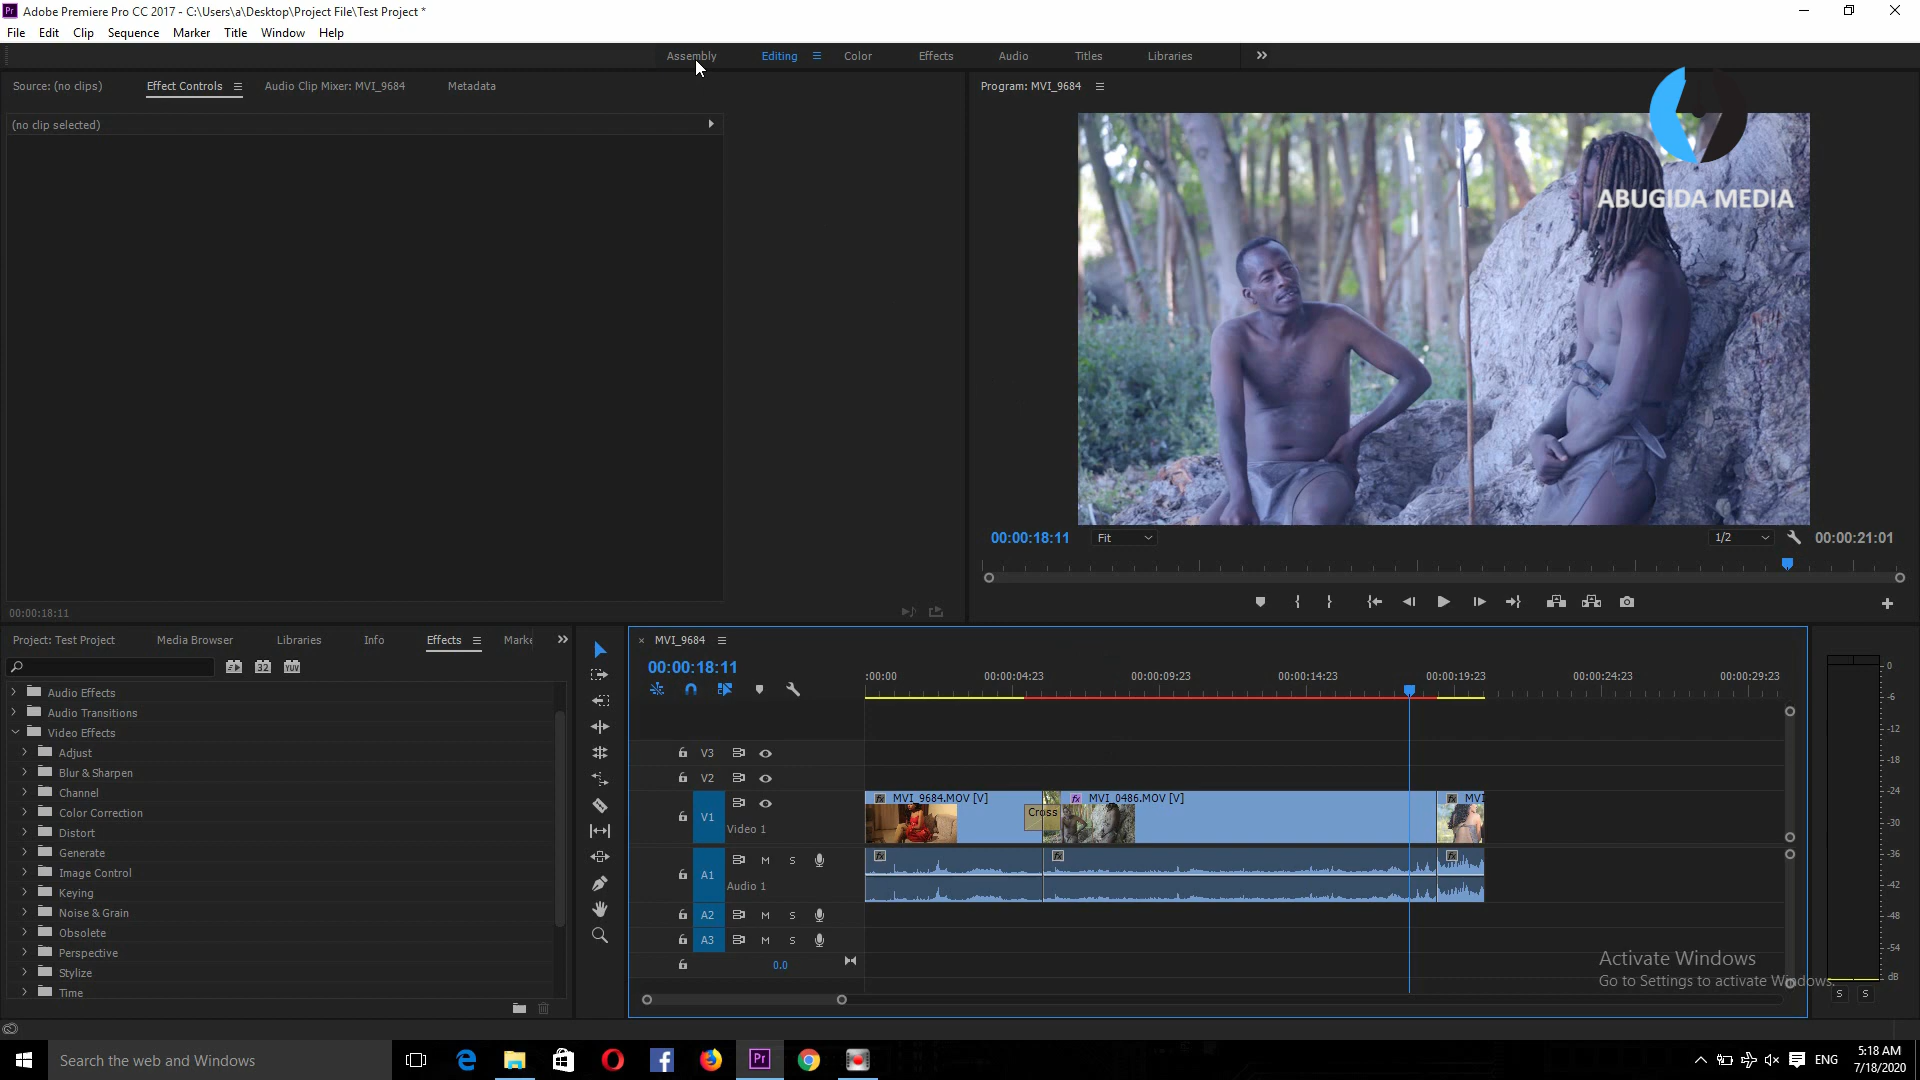 Adobe Premiere Pro CC 2017 - C:\Users\a\Desktop\Project File\Test Project *
File Edit Clip Sequence Marker Title Window Help
Assembly Editing Color Effects Audio Titles Libraries
Source: (no clips) Effect Controls Audio Clip Mixer: MVI_9684 Metadata
(no clip selected)
00:00:18:11
Program: MVI_9684
ABUGIDA MEDIA
00:00:18:11 Fit 1/2 00:00:21:01
Project: Test Project Media Browser Libraries Info Effects Marke
32 YUV
Audio Effects
Audio Transitions
Video Effects
Adjust
Blur & Sharpen
Channel
Color Correction
Distort
Generate
Image Control
Keying
Noise & Grain
Obsolete
Perspective
Stylize
Time
MVI_9684
00:00:18:11
:00:00 00:00:04:23 00:00:09:23 00:00:14:23 00:00:19:23 00:00:24:23 00:00:29:23
V3
V2
fx MVI_9684.MOV [V] fx MVI_0486.MOV [V] fx MVI
Cross
V1
Video 1
fx fx fx
A1 M S
Audio 1
A2 M S
A3 M S
0.0
0
-6
-12
-18
-24
-30
-36
-42
-48
-54
dB
S S
Activate Windows
Go to Settings to activate Windows.
Search the web and Windows
Pr
ENG
5:18 AM
7/18/2020